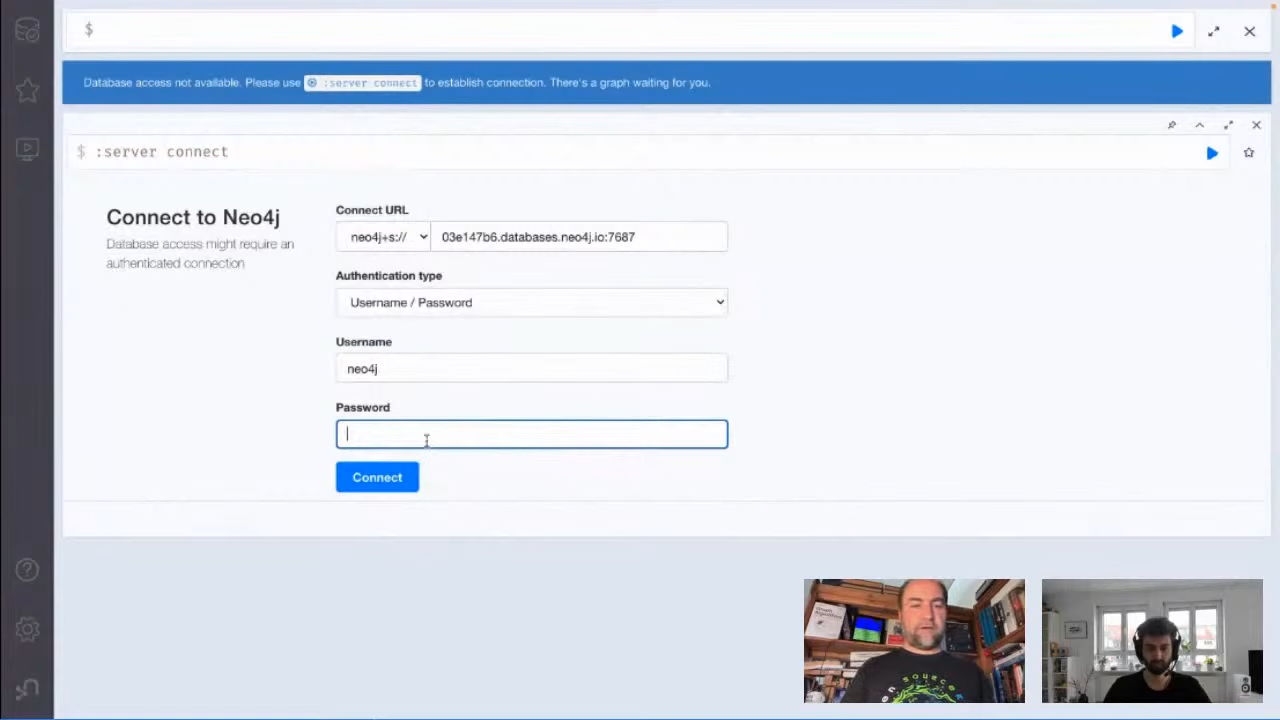 $
Database access not available. Please use :server connect to establish connection. There's a graph waiting for you.
$ :server connect
Connect to Neo4j
Database access might require an
authenticated connection
Connect URL
neo4j+s://
03e147b6.databases.neo4j.io:7687
Authentication type
Username / Password
Username
neo4j
Password
Connect